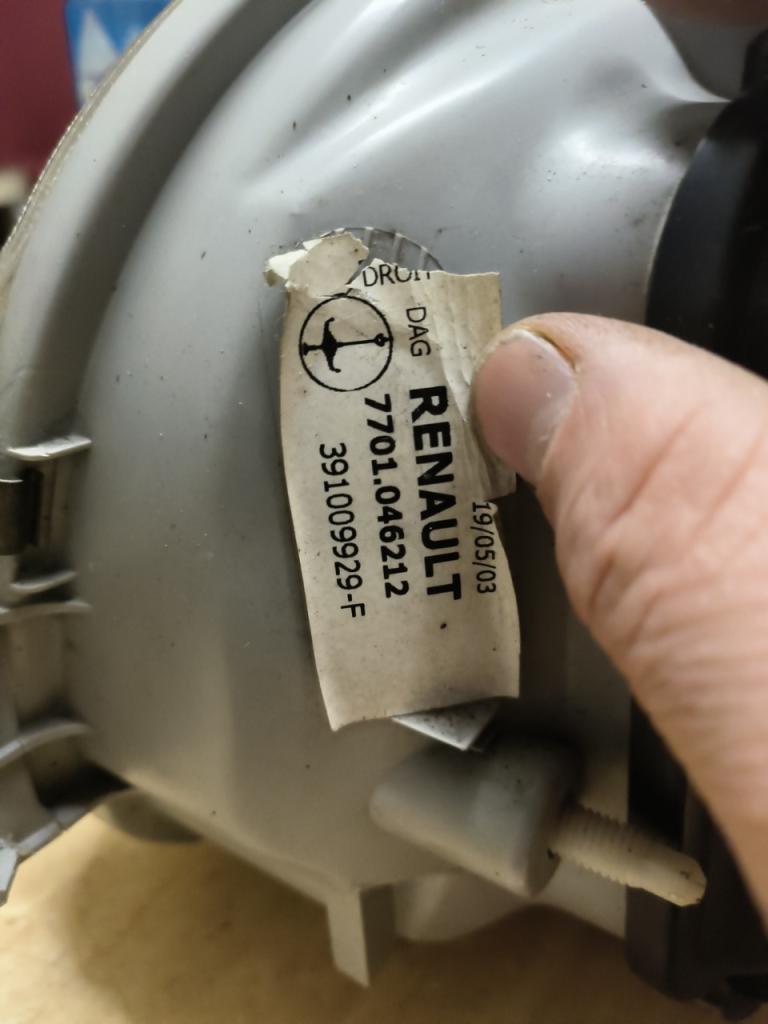 DROIT
DAG
19/05/03
RENAULT
7701.046212
391009929-F